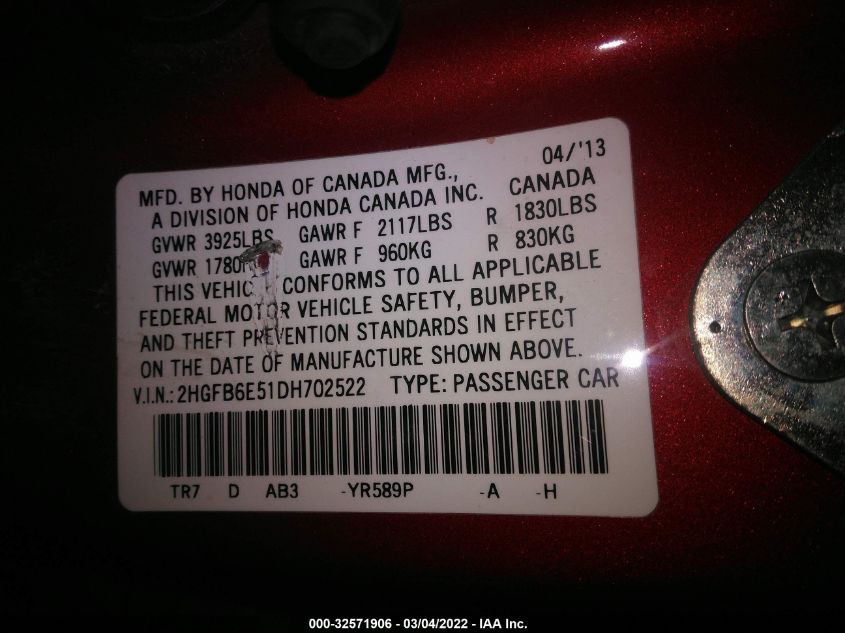 04/'13
MFD. BY HONDA OF CANADA MFG.,
A DIVISION OF HONDA CANADA INC. CANADA
GVWR 3925LBS GAWR F 2117LBS R 1830LBS
GVWR 1780 GAWR F 960KG R 830KG
THIS CONFORMS TO ALL APPLICABLE
FEDERAL MOTOR VEHICLE SAFETY, BUMPER,
AND THEFT PREVENTION STANDARDS IN EFFECT
ON THE DATE OF MANUFACTURE SHOWN ABOVE.
V.I.N.: 2HGFB6E51DH702522 TYPE: PASSENGER CAR
TR7 D AB3 -YR589P -A -H
000-32571906 - 03/04/2022 - IAA Inc.